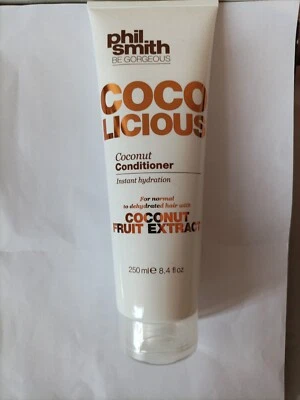 phil
smith
BE GORGEOUS
COCO
LICIOUS
Coconut
Conditioner
Instant hydration
For normal
to dehydrated hair with
COCONUT
FRUIT EXTRACT
250 ml e 8.4 fl oz